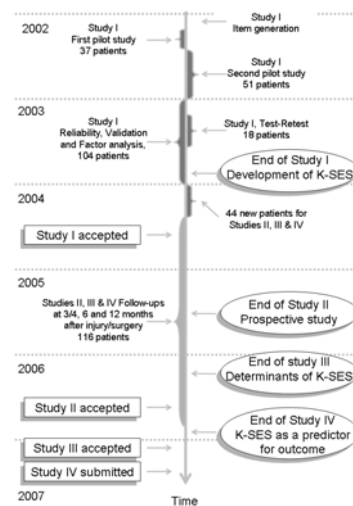 2002
Study I
Item generation
Study I
First pilot study
37 patients
Study I
Second pilot study
51 patients
2003
Study I
Reliability, Validation
and Factor analysis,
104 patients
Study I, Test-Retest
18 patients
End of Study I
Development of K-SES
2004
44 new patients for
Studies II, III & IV
Study I accepted
2005
Studies II, III & IV Follow-ups
at 3/4, 6 and 12 months
after injury/surgery
116 patients
End of Study II
Prospective study
2006
End of study III
Determinants of K-SES
Study II accepted
End of Study IV
K-SES as a predictor
for outcome
Study III accepted
Study IV submitted
2007
Time